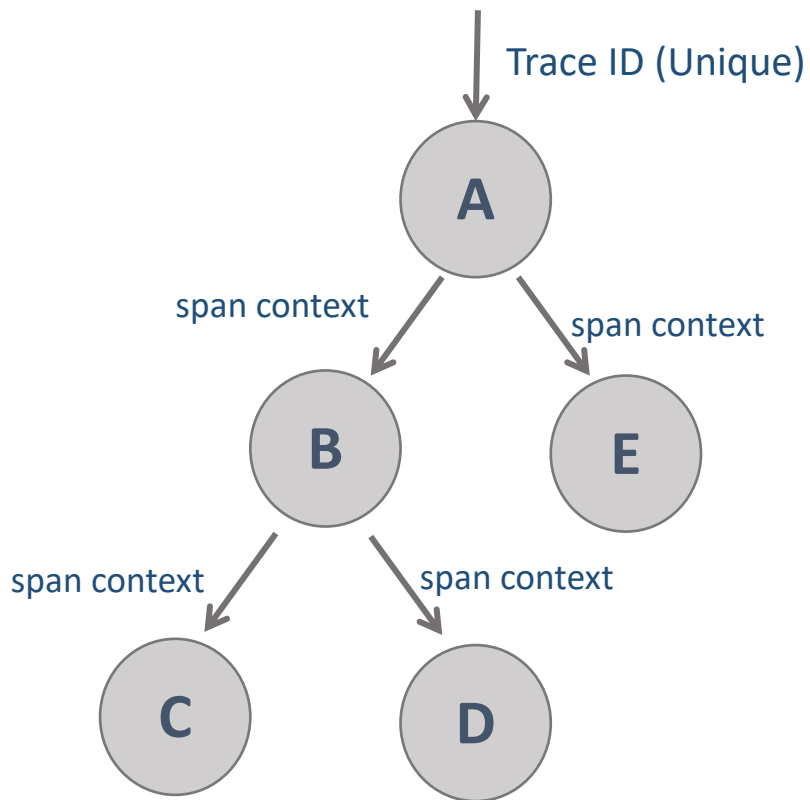 Trace ID (Unique)
A
span context
span context
B
E
span context
span context
C
D